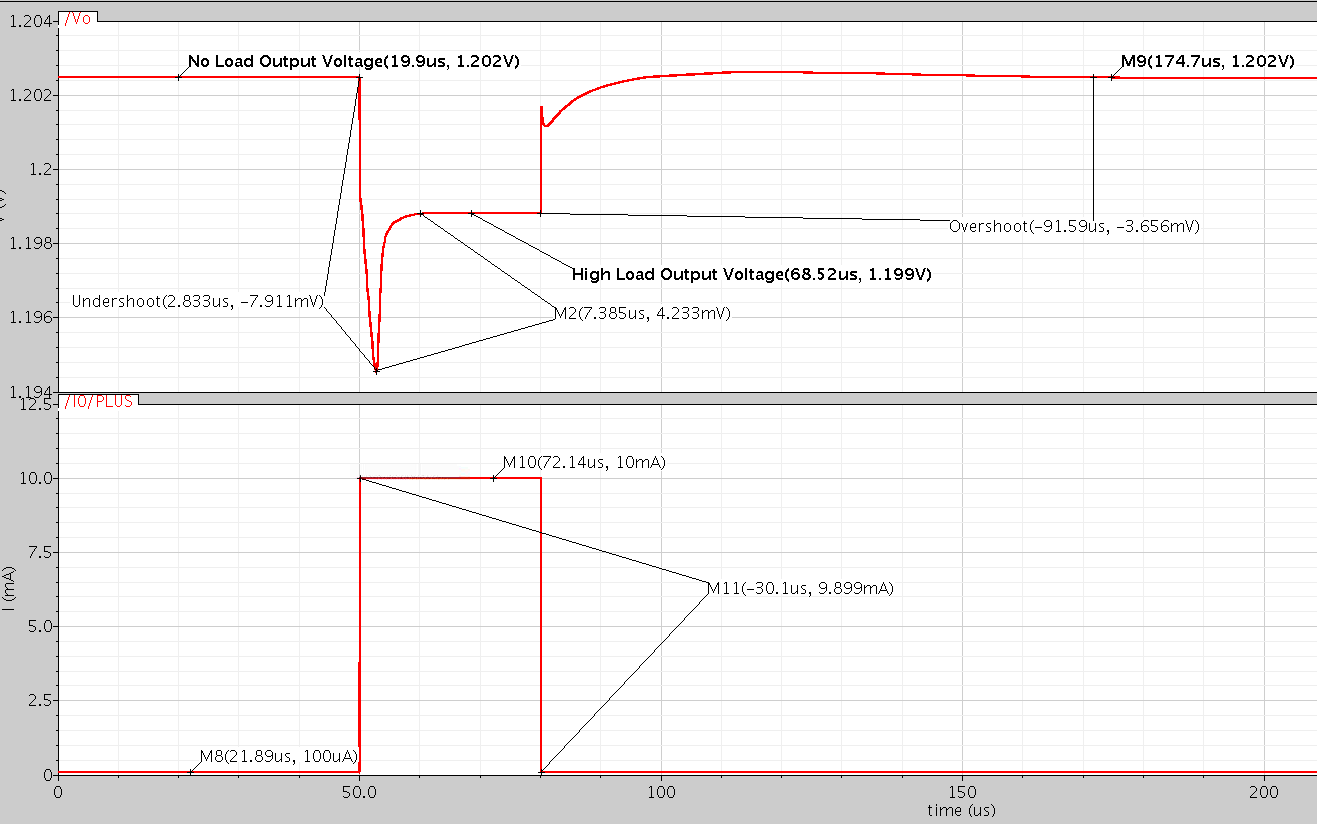 /Vo
1.204
1.202
1.2
1.198
1.196
1.194
No Load Output Voltage(19.9us, 1.202V)
M9(174.7us, 1.202V)
Overshoot(−91.59us, −3.656mV)
High Load Output Voltage(68.52us, 1.199V)
Undershoot(2.833us, −7.911mV)
M2(7.385us, 4.233mV)
/I0/PLUS
12.5
10.0
7.5
5.0
2.5
0
I (mA)
M10(72.14us, 10mA)
M11(−30.1us, 9.899mA)
M8(21.89us, 100uA)
0
50.0
100
150
200
time (us)